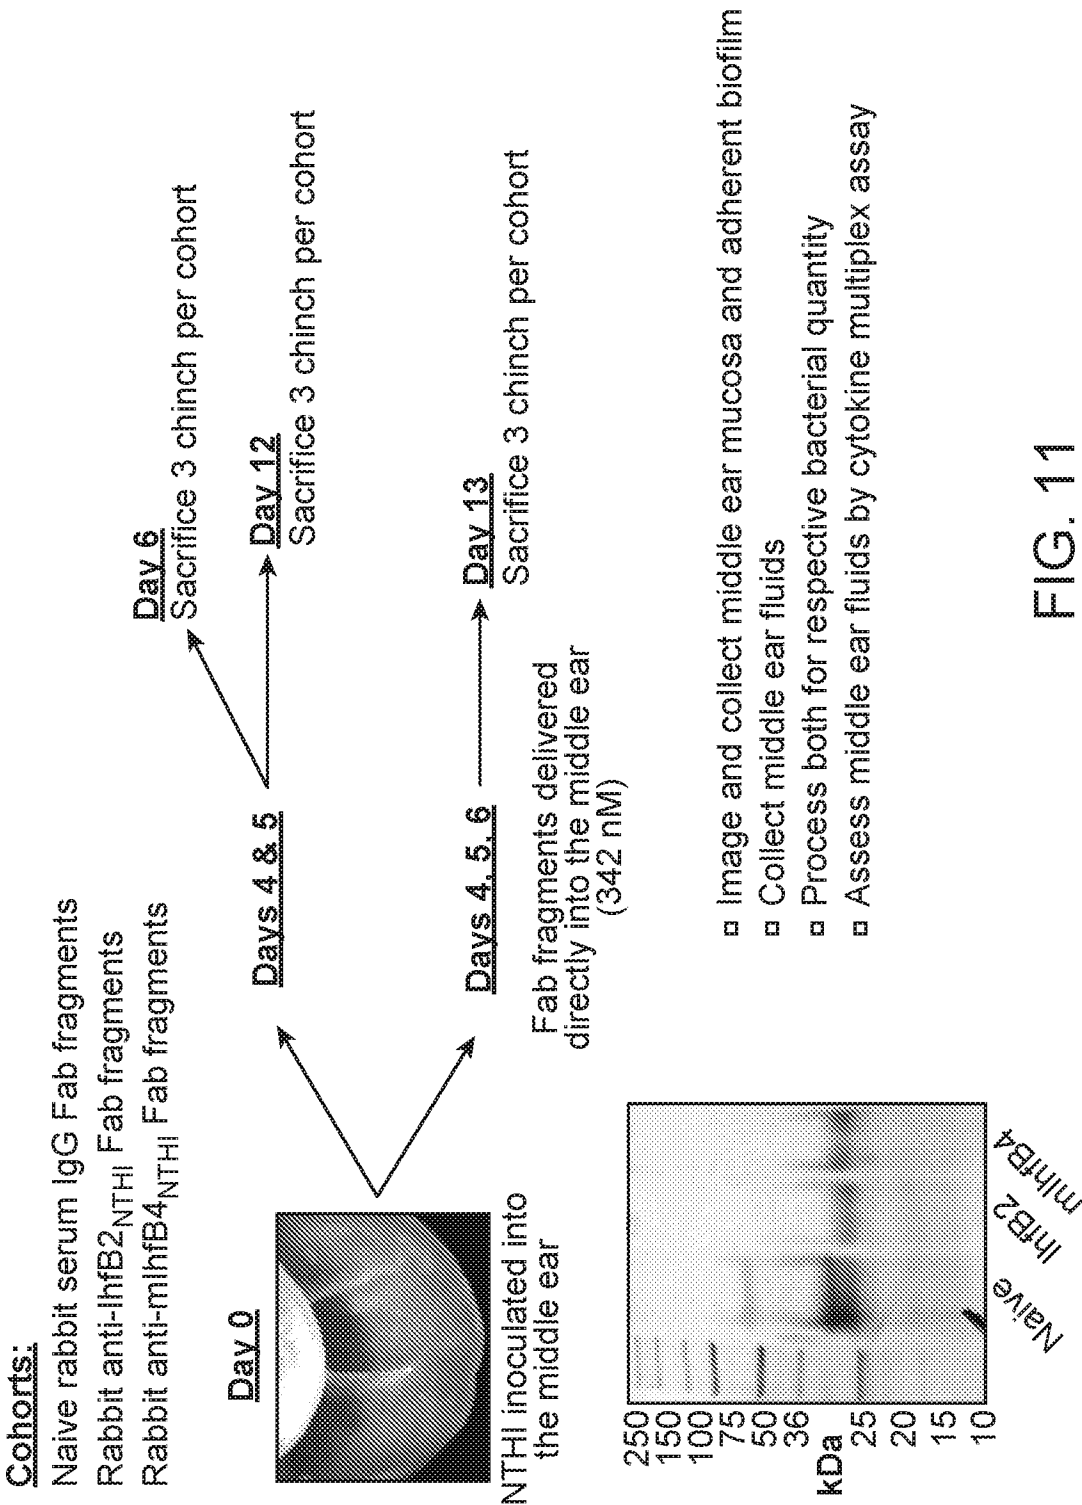 Cohorts:
Naive rabbit serum IgG Fab fragments
Rabbit anti-IhfB2NTHI Fab fragments
Rabbit anti-mIhfB4NTHI Fab fragments
Day 0
NTHI inoculated into
the middle ear
Days 4 & 5
Day 6
Sacrifice 3 chinch per cohort
Day 12
Sacrifice 3 chinch per cohort
Days 4, 5, 6
Fab fragments delivered
directly into the middle ear
(342 nM)
Day 13
Sacrifice 3 chinch per cohort
250
150
100
75
50
36
kDa
25
20
15
10
Naive
IhfB2
mIhfB4
▫ Image and collect middle ear mucosa and adherent biofilm
▫ Collect middle ear fluids
▫ Process both for respective bacterial quantity
▫ Assess middle ear fluids by cytokine multiplex assay
FIG. 11